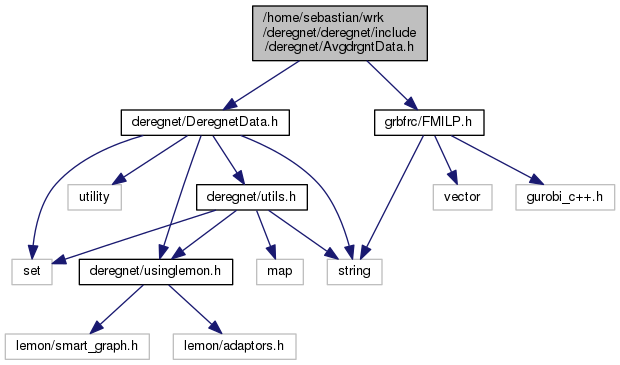 /home/sebastian/wrk
/deregnet/deregnet/include
/deregnet/AvgdrgntData.h
deregnet/DeregnetData.h
grbfrc/FMILP.h
utility
deregnet/utils.h
vector
gurobi_c++.h
set
deregnet/usinglemon.h
map
string
lemon/smart_graph.h
lemon/adaptors.h